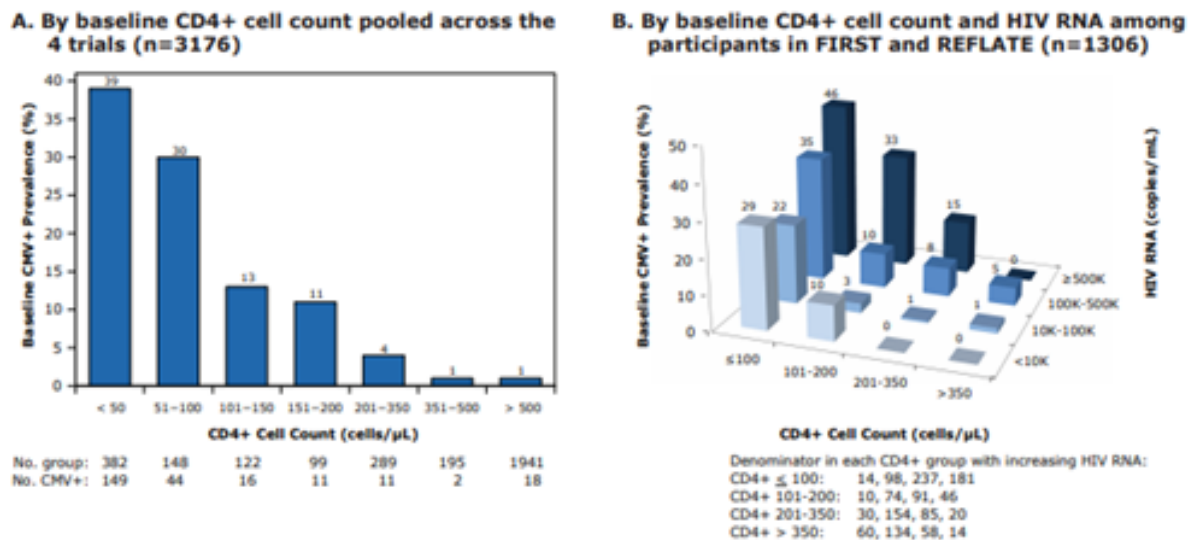 A. By baseline CD4+ cell count pooled across the
4 trials (n=3176)
Baseline CMV+ Prevalence (%)
40
35
30
25
20
15
10
5
0
39
30
13
11
4
1
1
< 50 51−100 101−150 151−200 201−350 351−500 > 500
CD4+ Cell Count (cells/µL)
No. group: 382 148 122 99 289 195 1941
No. CMV+: 149 44 16 11 11 2 18
B. By baseline CD4+ cell count and HIV RNA among
participants in FIRST and REFLATE (n=1306)
Baseline CMV+ Prevalence (%)
50
40
30
20
10
0
46
35 33
29 22
15
10 8 5 0
10 3 1 1
0 0
≤100
101-200
201-350
>350
≥500K
100K-500K
10K-100K
<10K
HIV RNA (copies/mL)
CD4+ Cell Count (cells/µL)
Denominator in each CD4+ group with increasing HIV RNA:
CD4+ ≤ 100: 14, 98, 237, 181
CD4+ 101-200: 10, 74, 91, 46
CD4+ 201-350: 30, 154, 85, 20
CD4+ > 350: 60, 134, 58, 14